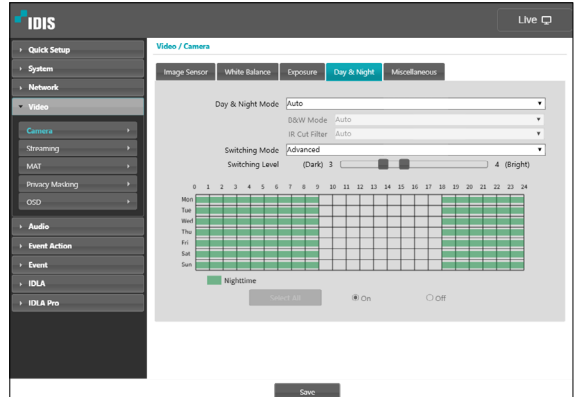 IDIS
Live
Quick Setup
System
Network
Video
Camera
Streaming
MAT
Privacy Masking
OSD
Audio
Event Action
Event
IDLA
IDLA Pro
Video / Camera
Image Sensor White Balance Exposure Day & Night Miscellaneous
Day & Night Mode Auto
B&W Mode Auto
IR Cut Filter Auto
Switching Mode Advanced
Switching Level (Dark) 3 4 (Bright)
0 1 2 3 4 5 6 7 8 9 10 11 12 13 14 15 16 17 18 19 20 21 22 23 24
Mon
Tue
Wed
Thu
Fri
Sat
Sun
Nighttime
Select All On Off
Save